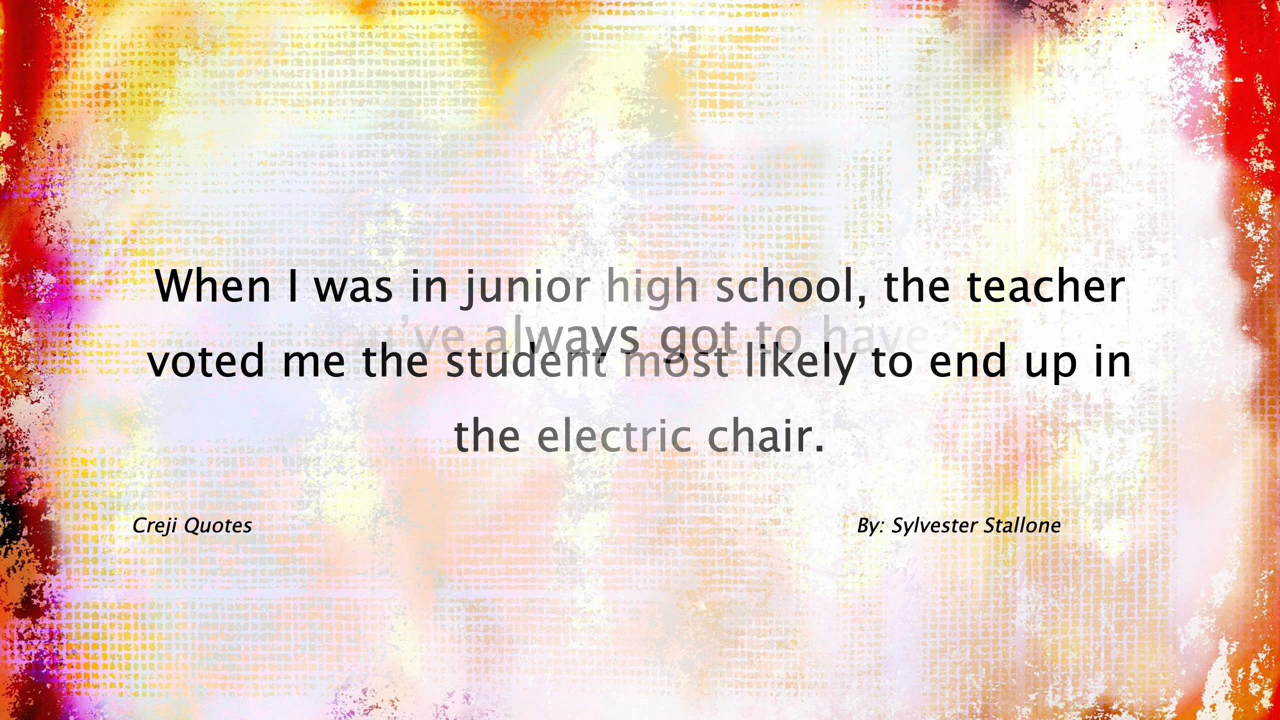 When I was in junior high school, the teacher
've always got to have
voted me the student most likely to end up in
the electric chair.
Creji Quotes
By: Sylvester Stallone